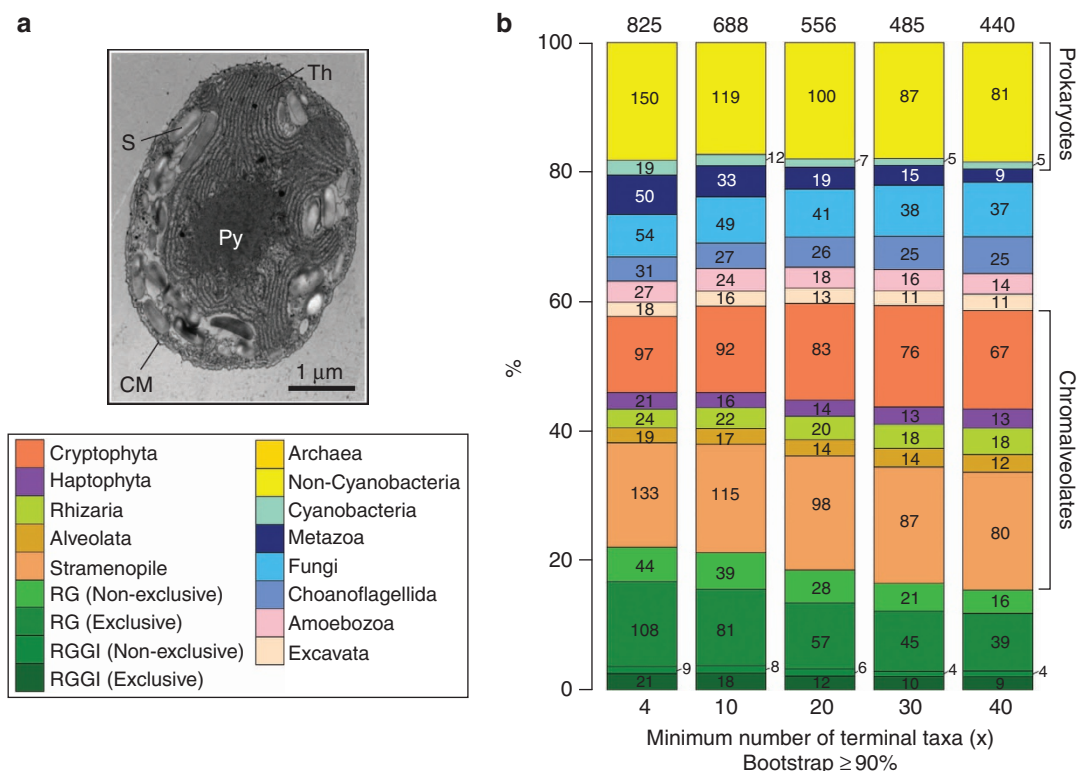 a
Th
S
Py
CM
1 μm
Cryptophyta
Haptophyta
Rhizaria
Alveolata
Stramenopile
RG (Non-exclusive)
RG (Exclusive)
RGGI (Non-exclusive)
RGGI (Exclusive)
Archaea
Non-Cyanobacteria
Cyanobacteria
Metazoa
Fungi
Choanoflagellida
Amoebozoa
Excavata
b
825 688 556 485 440
100
80
60
40
20
0
%
150 119 100 87 81
19 12 7 5 5
50 33 19 15 9
54 49 41 38 37
31 27 26 25 25
27 24 18 16 14
18 16 13 11 11
97 92 83 76 67
21 16 14 13 13
24 22 20 18 18
19 17 14 14 12
133 115 98 87 80
44 39 28 21 16
108 81 57 45 39
9 8 6 4 4
21 18 12 10 9
4 10 20 30 40
Minimum number of terminal taxa (x)
Bootstrap ≥ 90%
Prokaryotes
Chromalveolates